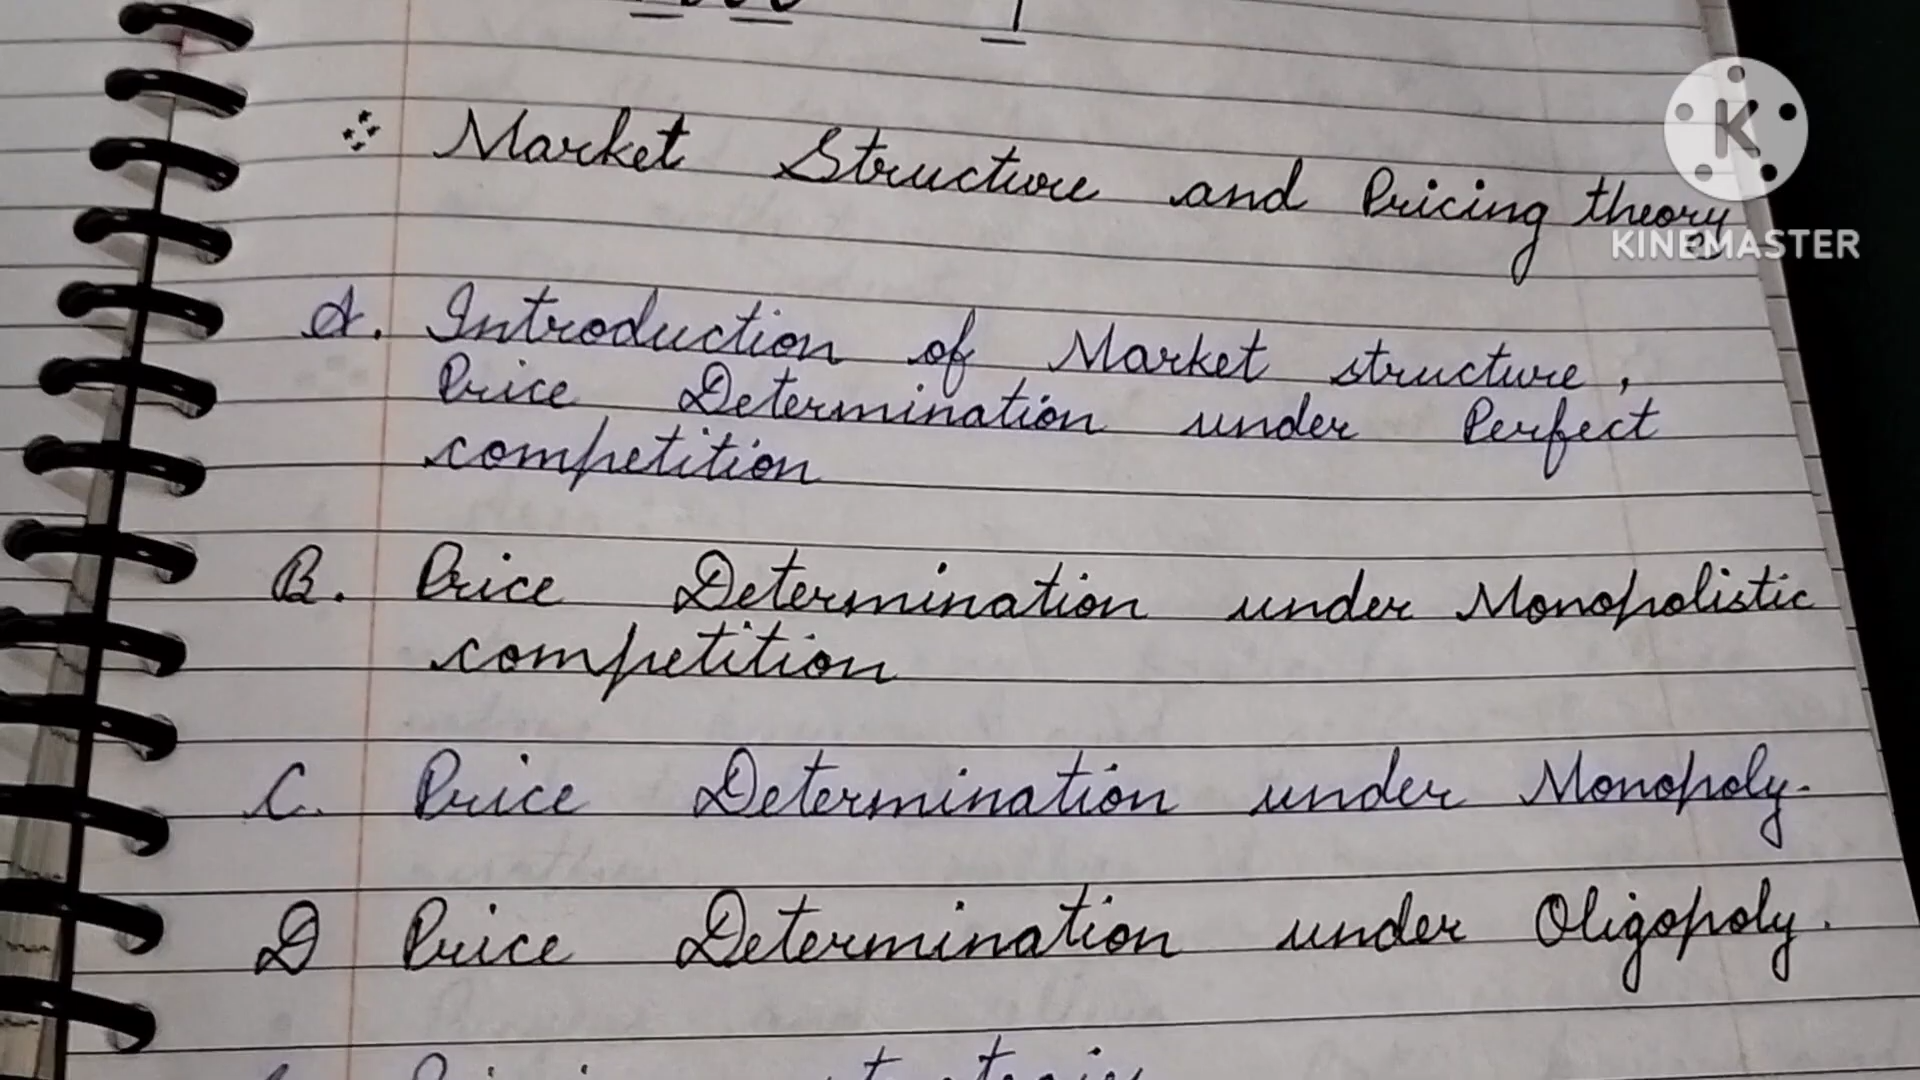 Market Structure and Pricing theory
K
KINEMASTER
A. Introduction of Market structure,
Price Determination under Perfect
competition
B. Price Determination under Monopolistic
competition
C. Price Determination under Monopoly.
D Price Determination under Oligopoly.